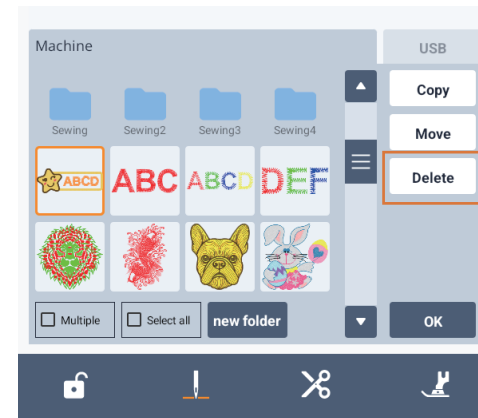 Machine
USB
Copy
Sewing Sewing2 Sewing3 Sewing4
Move
Delete
ABCD ABC ABCD DEF
Multiple Select all new folder
OK